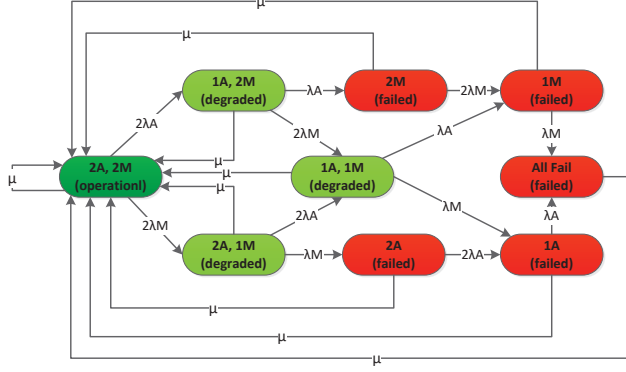 μ
μ
1A, 2M
(degraded)
λA
2M
(failed)
2λM
1M
(failed)
2λA
2λM
λA
λM
μ
2A, 2M
(operationl)
μ
μ
1A, 1M
(degraded)
All Fail
(failed)
μ
2λM
2λA
λM
λA
2A, 1M
(degraded)
λM
2A
(failed)
2λA
1A
(failed)
μ
μ
μ